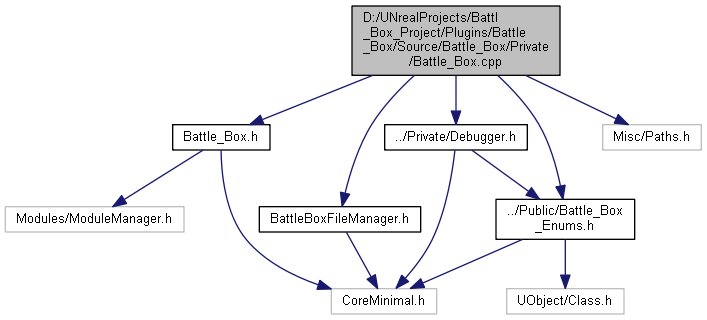 D:/UNrealProjects/Battl
_Box_Project/Plugins/Battle
_Box/Source/Battle_Box/Private
/Battle_Box.cpp
Battle_Box.h
../Private/Debugger.h
Misc/Paths.h
Modules/ModuleManager.h
BattleBoxFileManager.h
../Public/Battle_Box
_Enums.h
CoreMinimal.h
UObject/Class.h